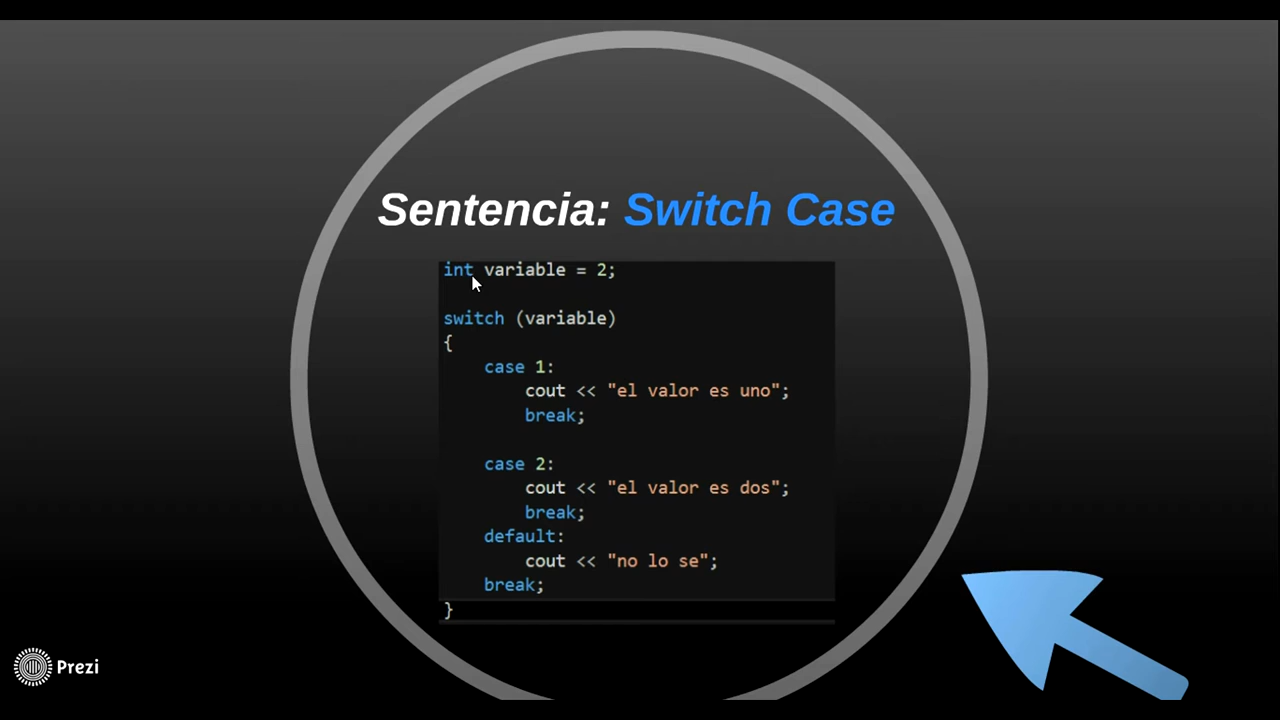 Sentencia: Switch Case
int variable = 2;
switch (variable)
{
case 1:
cout << "el valor es uno";
break;
case 2:
cout << "el valor es dos";
break;
default:
cout << "no lo se";
break;
}
Prezi